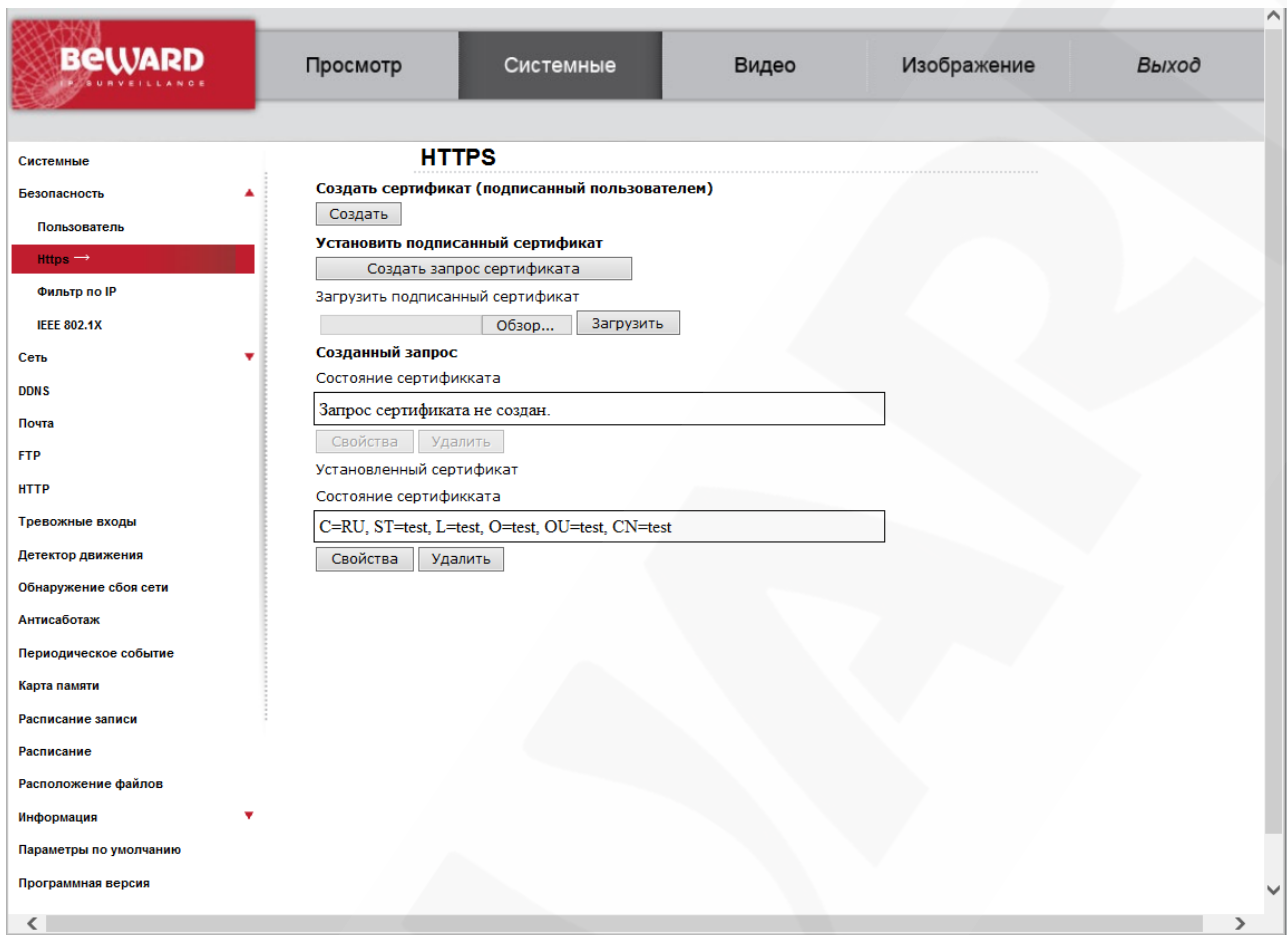 BEWARD
IP SURVEILLANCE
Просмотр
Системные
Видео
Изображение
Выход
Системные
Безопасность
Пользователь
Https →
Фильтр по IP
IEEE 802.1X
Сеть
DDNS
Почта
FTP
HTTP
Тревожные входы
Детектор движения
Обнаружение сбоя сети
Антисаботаж
Периодическое событие
Карта памяти
Расписание записи
Расписание
Расположение файлов
Информация
Параметры по умолчанию
Программная версия
HTTPS
Создать сертификат (подписанный пользователем)
Создать
Установить подписанный сертификат
Создать запрос сертификата
Загрузить подписанный сертификат
Обзор... Загрузить
Созданный запрос
Состояние сертификката
Запрос сертификата не создан.
Свойства Удалить
Установленный сертификат
Состояние сертификката
C=RU, ST=test, L=test, O=test, OU=test, CN=test
Свойства Удалить